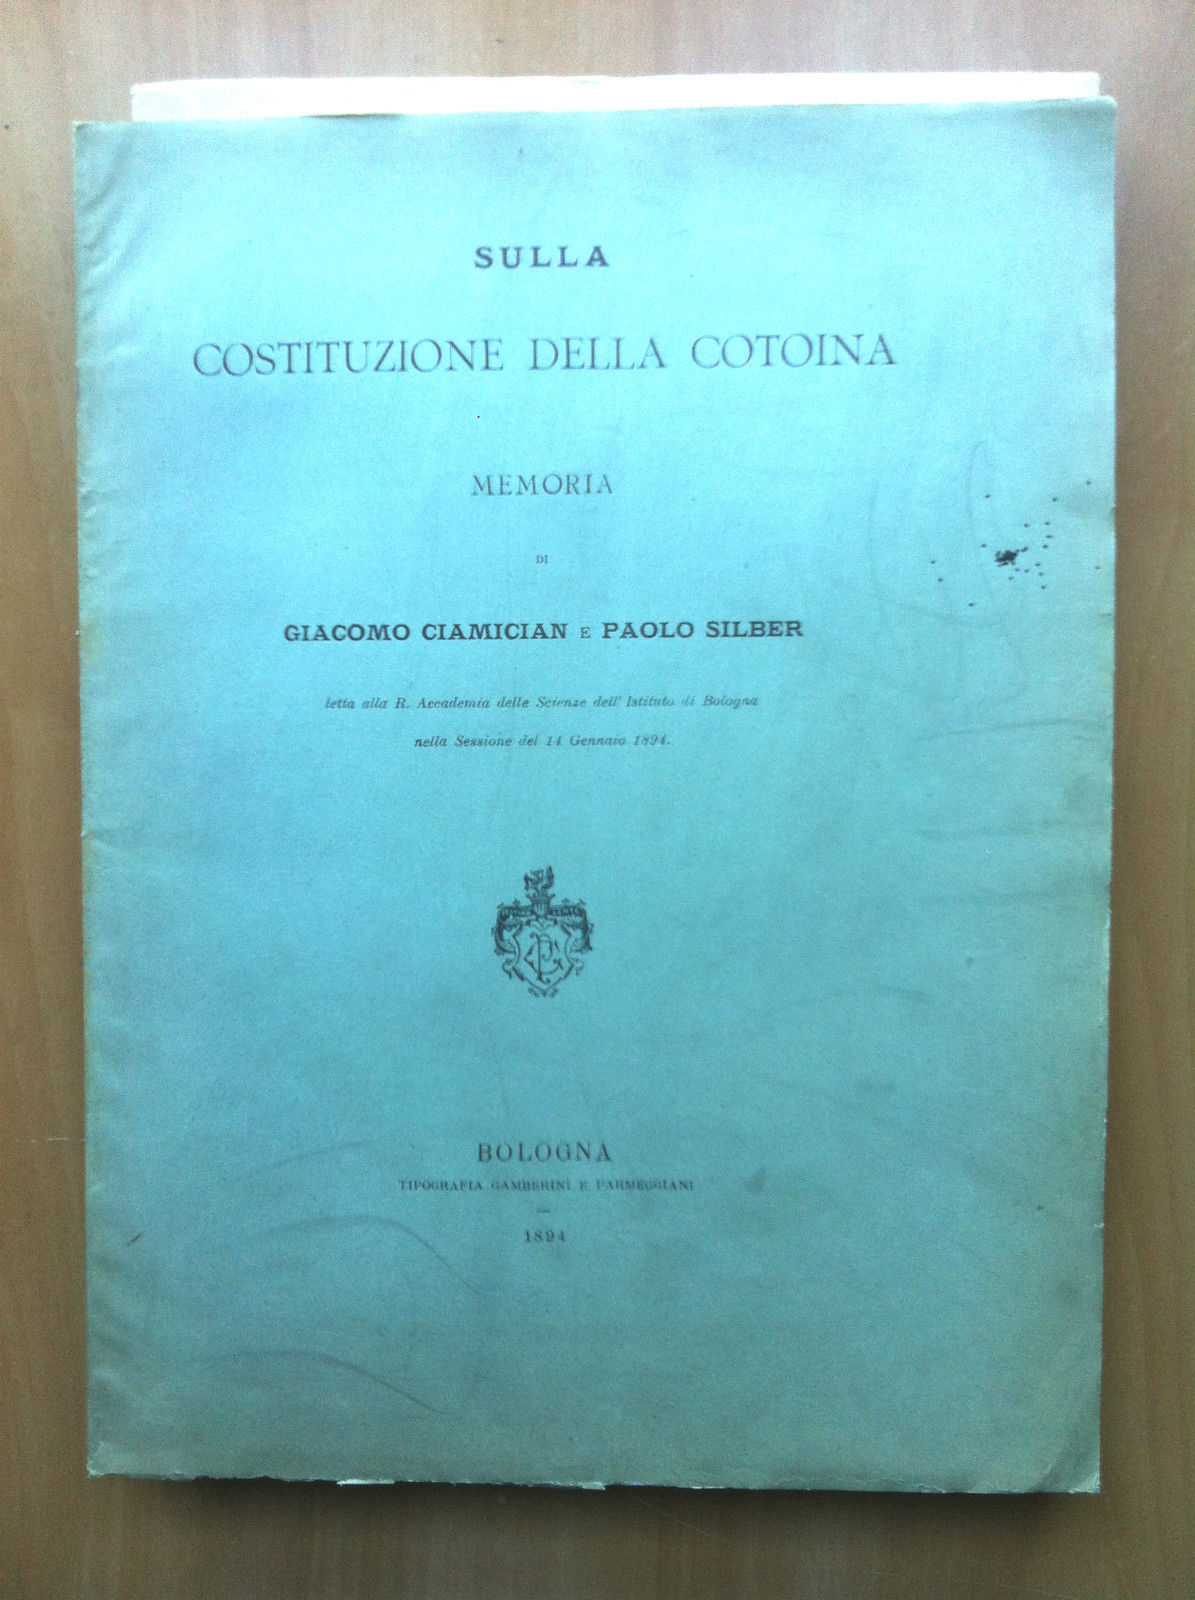 SULLA
COSTITUZIONE DELLA COTOINA
MEMORIA
DI
GIACOMO CIAMICIAN E PAOLO SILBER
letta alla R. Accademia delle Scienze dell' Istituto di Bologna
nella Sessione del 14 Gennaio 1894.
BOLOGNA
TIPOGRAFIA GAMBERINI E PARMEGGIANI
1894